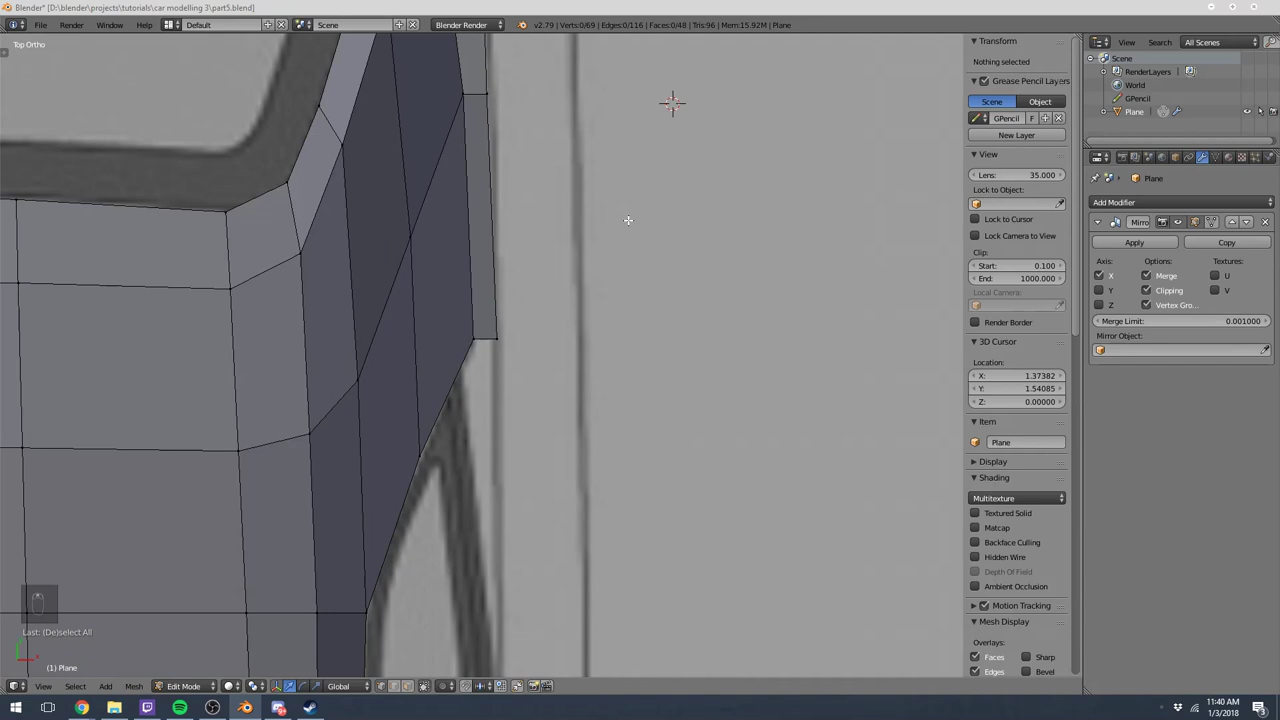 Blender* [D:\blender\projects\tutorials\car modelling 3\part5.blend]
File Render Window Help Default Scene Blender Render v2.79 | Verts:0/69 | Edges:0/116 | Faces:0/48 | Tris:96 | Mem:15.92M | Plane
View Search All Scenes
Top Ortho
Transform
Nothing selected
Grease Pencil Layers
Scene Object
GPencil F
New Layer
View
Lens: 35.000
Lock to Object:
Lock to Cursor
Lock Camera to View
Clip:
Start: 0.100
End: 1000.000
Local Camera:
Render Border
3D Cursor
Location:
X: 1.37382
Y: 1.54085
Z: 0.00000
Item
Plane
Display
Shading
Multitexture
Textured Solid
Matcap
Backface Culling
Hidden Wire
Depth Of Field
Ambient Occlusion
Motion Tracking
Mesh Display
Overlays:
Faces Sharp
Edges Bevel
Scene
RenderLayers
World
GPencil
Plane
Plane
Add Modifier
Mirro
Apply Copy
Axis: Options: Textures:
X Merge U
Y Clipping V
Z Vertex Gro...
Merge Limit: 0.001000
Mirror Object:
Last: (De)select All
(1) Plane
View Select Add Mesh Edit Mode Global
11:40 AM
1/3/2018